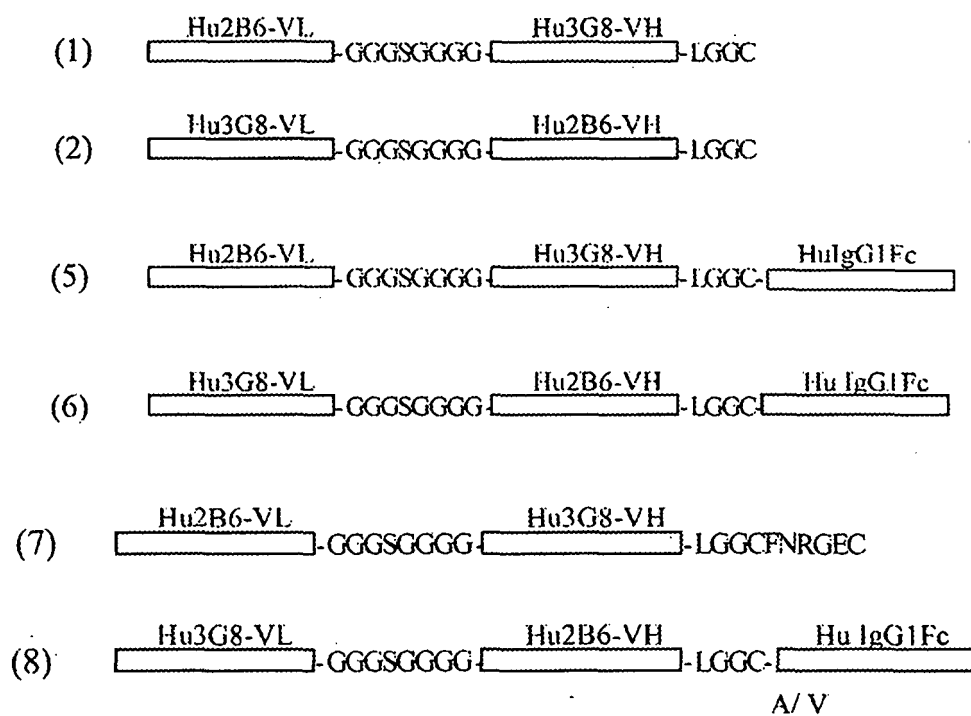 Hu2B6-VL Hu3G8-VH
(1) -GGGSGGGG- -LGGC
Hu3G8-VL Hu2B6-VH
(2) -GGGSGGGG- -LGGC
Hu2B6-VL Hu3G8-VH HuIgG1Fc
(5) -GGGSGGGG- -LGGC-
Hu3G8-VL Hu2B6-VH Hu IgG1Fc
(6) -GGGSGGGG- -LGGC-
Hu2B6-VL Hu3G8-VH
(7) -GGGSGGGG- -LGGCFNRGEC
Hu3G8-VL Hu2B6-VH Hu IgG1Fc
(8) -GGGSGGGG- -LGGC-
A/ V